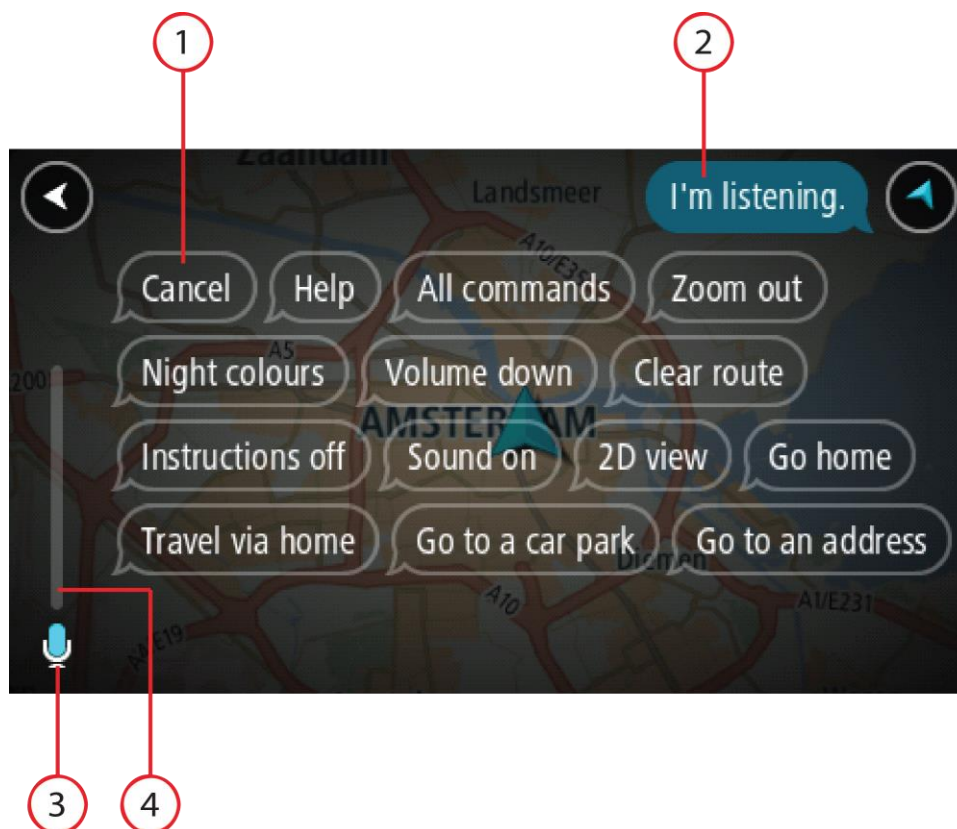 1 2
Zaandam
Landsmeer
I'm listening.
A10/E35
Cancel Help All commands Zoom out
A5
200
Night colours Volume down Clear route
AMSTERDAM
Instructions off Sound on 2D view Go home
Travel via home Go to a car park Go to an address
Diemen
A10
A1/E231
A4/E19
3 4